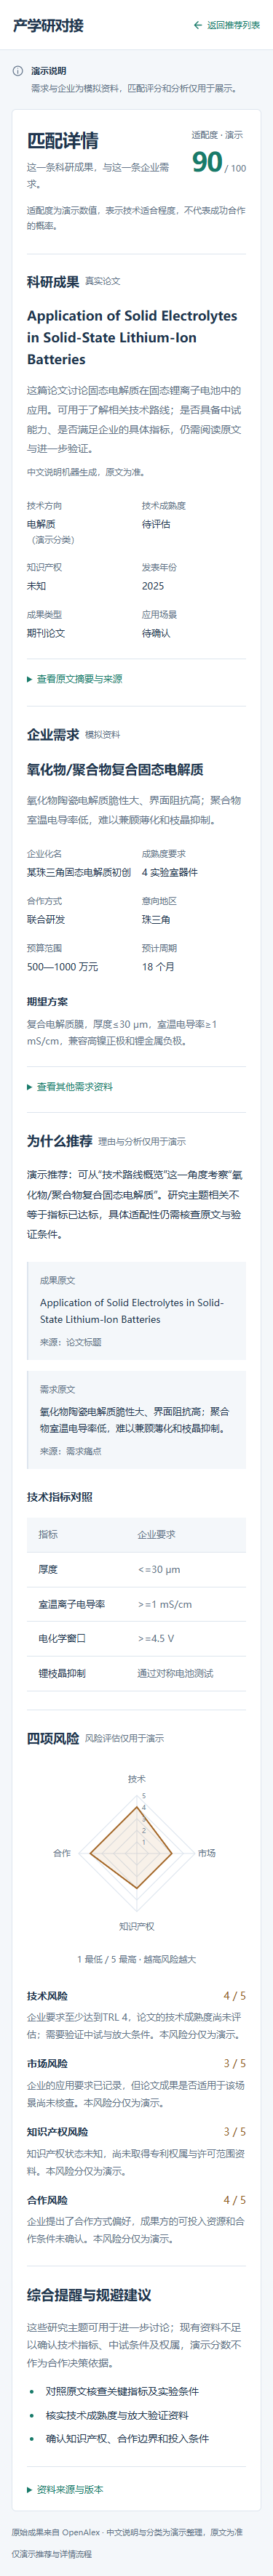 产学研对接
← 返回推荐列表
演示说明
需求与企业为模拟资料，匹配评分和分析仅用于展示。
匹配详情
这一条科研成果，与这一条企业需
求。
适配度 · 演示
90 / 100
适配度为演示数值，表示技术适合程度，不代表成功合作
的概率。
科研成果 真实论文
Application of Solid Electrolytes
in Solid-State Lithium-Ion
Batteries
这篇论文讨论固态电解质在固态锂离子电池中的
应用。可用于了解相关技术路线；是否具备中试
能力、是否满足企业的具体指标，仍需阅读原文
与进一步验证。
中文说明机器生成，原文为准。
技术方向
电解质
（演示分类）
技术成熟度
待评估
知识产权
未知
发表年份
2025
成果类型
期刊论文
应用场景
待确认
▶ 查看原文摘要与来源
企业需求 模拟资料
氧化物/聚合物复合固态电解质
氧化物陶瓷电解质脆性大、界面阻抗高；聚合物
室温电导率低，难以兼顾薄化和枝晶抑制。
企业化名
某珠三角固态电解质初创
成熟度要求
4 实验室器件
合作方式
联合研发
意向地区
珠三角
预算范围
500—1000 万元
预计周期
18 个月
期望方案
复合电解质膜，厚度≤30 μm，室温电导率≥1
mS/cm，兼容高镍正极和锂金属负极。
▶ 查看其他需求资料
为什么推荐 理由与分析仅用于演示
演示推荐：可从“技术路线概览”这一角度考察“氧
化物/聚合物复合固态电解质”。研究主题相关不
等于指标已达标，具体适配性仍需核查原文与验
证条件。
成果原文
Application of Solid Electrolytes in Solid-
State Lithium-Ion Batteries
来源：论文标题
需求原文
氧化物陶瓷电解质脆性大、界面阻抗高；聚合
物室温电导率低，难以兼顾薄化和枝晶抑制。
来源：需求痛点
技术指标对照
指标 企业要求
厚度 <=30 μm
室温离子电导率 >=1 mS/cm
电化学窗口 >=4.5 V
锂枝晶抑制 通过对称电池测试
四项风险 风险评估仅用于演示
技术
5
4
3
2
1
合作
市场
知识产权
1 最低 / 5 最高 · 越高风险越大
技术风险 4 / 5
企业要求至少达到TRL 4，论文的技术成熟度尚未评
估；需要验证中试与放大条件。本风险分仅为演示。
市场风险 3 / 5
企业的应用要求已记录，但论文成果是否适用于该场
景尚未核查。本风险分仅为演示。
知识产权风险 3 / 5
知识产权状态未知，尚未取得专利权属与许可范围资
料。本风险分仅为演示。
合作风险 4 / 5
企业提出了合作方式偏好，成果方的可投入资源和合
作条件未确认。本风险分仅为演示。
综合提醒与规避建议
这些研究主题可用于进一步讨论；现有资料不足
以确认技术指标、中试条件及权属，演示分数不
作为合作决策依据。
• 对照原文核查关键指标及实验条件
• 核实技术成熟度与放大验证资料
• 确认知识产权、合作边界和投入条件
▶ 资料来源与版本
原始成果来自 OpenAlex · 中文说明与分类为演示整理，原文为准
仅演示推荐与详情流程